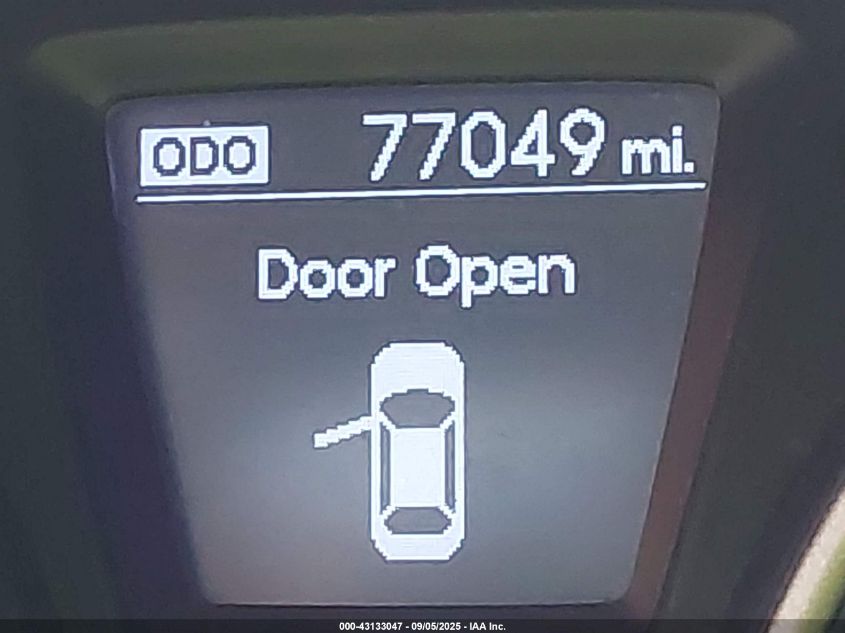 ODO 77049 mi.
Door Open
000-43133047 - 09/05/2025 - IAA Inc.